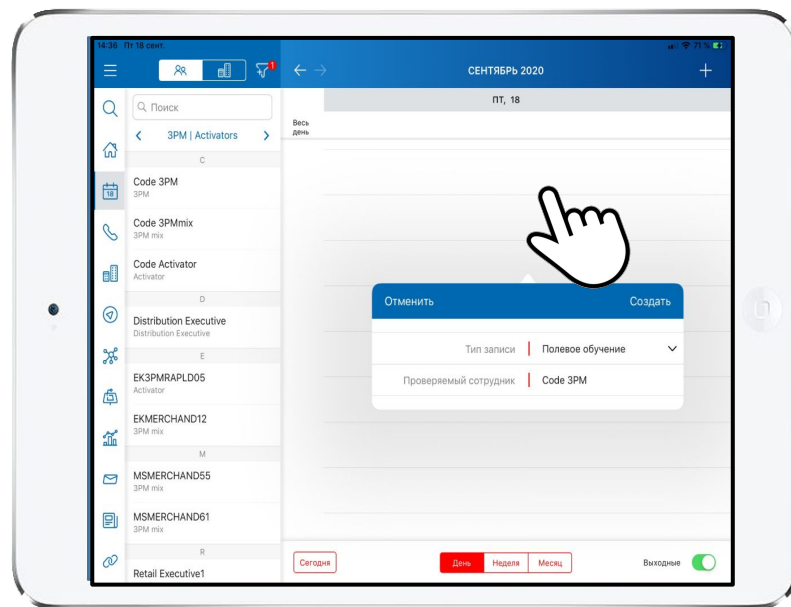 14:36 Пт 18 сент.
71 %
1
СЕНТЯБРЬ 2020
Поиск
ПТ, 18
3PM | Activators
Весь
день
C
Code 3PM
3PM
18
Code 3PMmix
3PM mix
Code Activator
Activator
D
Отменить
Создать
Distribution Executive
Distribution Executive
Тип записи
Полевое обучение
E
EK3PMRAPLD05
Activator
Проверяемый сотрудник
Code 3PM
EKMERCHAND12
3PM mix
M
MSMERCHAND55
3PM mix
MSMERCHAND61
3PM mix
R
Retail Executive1
Сегодня
День
Неделя
Месяц
Выходные